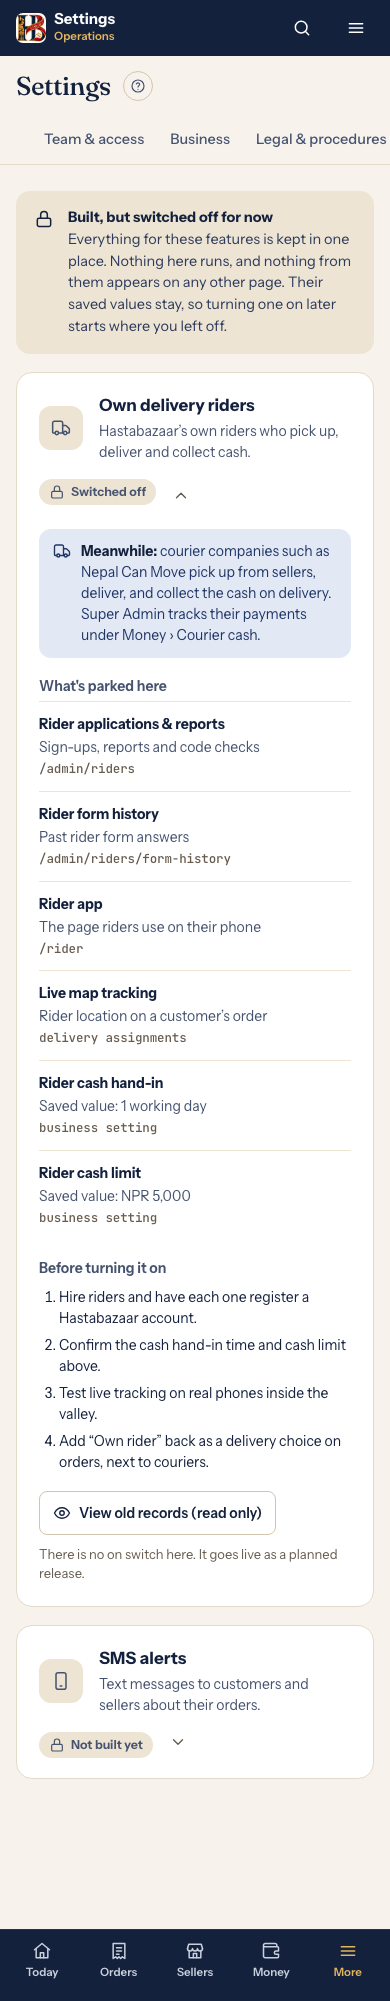 Settings
Operations
Settings
Team & access Business Legal & procedures
Built, but switched off for now
Everything for these features is kept in one
place. Nothing here runs, and nothing from
them appears on any other page. Their
saved values stay, so turning one on later
starts where you left off.
Own delivery riders
Hastabazaar’s own riders who pick up,
deliver and collect cash.
Switched off
Meanwhile: courier companies such as
Nepal Can Move pick up from sellers,
deliver, and collect the cash on delivery.
Super Admin tracks their payments
under Money › Courier cash.
What's parked here
Rider applications & reports
Sign-ups, reports and code checks
/admin/riders
Rider form history
Past rider form answers
/admin/riders/form-history
Rider app
The page riders use on their phone
/rider
Live map tracking
Rider location on a customer’s order
delivery assignments
Rider cash hand-in
Saved value: 1 working day
business setting
Rider cash limit
Saved value: NPR 5,000
business setting
Before turning it on
1. Hire riders and have each one register a
Hastabazaar account.
2. Confirm the cash hand-in time and cash limit
above.
3. Test live tracking on real phones inside the
valley.
4. Add “Own rider” back as a delivery choice on
orders, next to couriers.
View old records (read only)
There is no on switch here. It goes live as a planned
release.
SMS alerts
Text messages to customers and
sellers about their orders.
Not built yet
Today Orders Sellers Money More